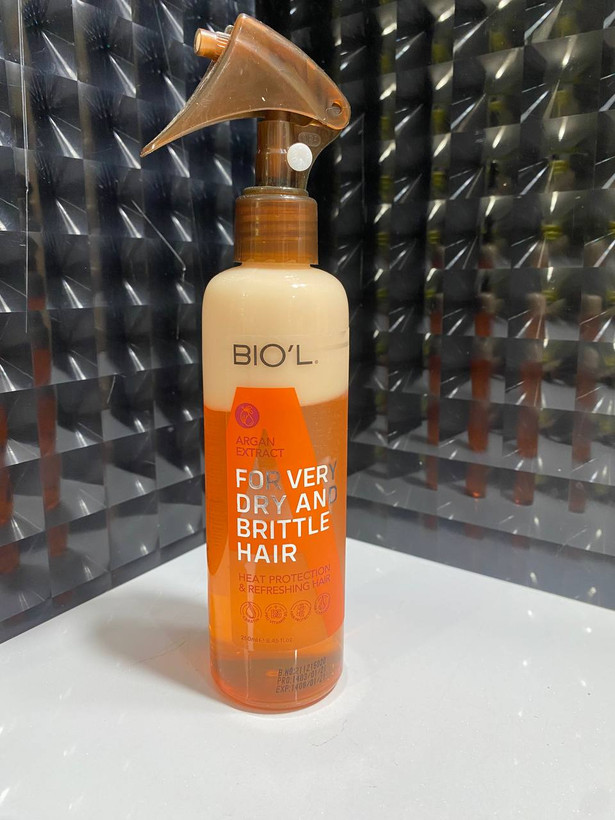 BIO'L.
ARGAN
EXTRACT
FOR VERY
DRY AND
BRITTLE
HAIR
HEAT PROTECTION
& REFRESHING HAIR